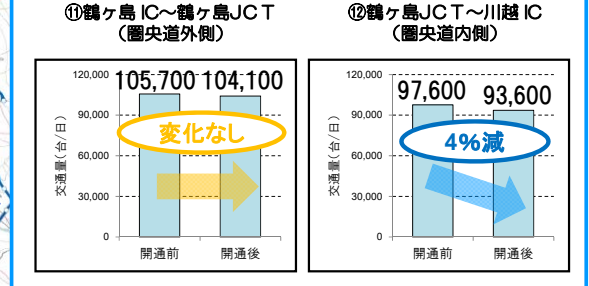 ⑪鶴ヶ島 IC~鶴ヶ島JCT
(圏央道外側)
120,000
90,000
60,000
30,000
0
交通量(台/日)
105,700
104,100
変化なし
開通前
開通後
⑫鶴ヶ島JCT~川越 IC
(圏央道内側)
120,000
90,000
60,000
30,000
0
交通量(台/日)
97,600
93,600
4%減
開通前
開通後